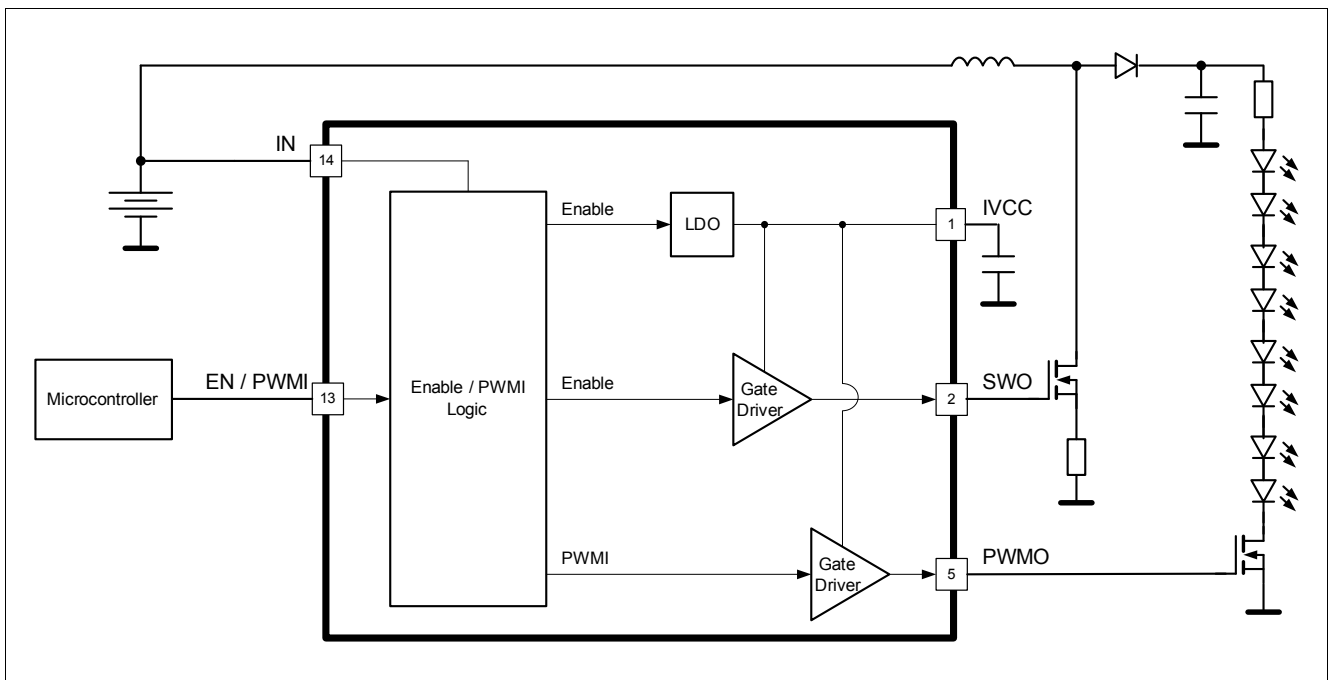 IN
14
Enable
LDO
1
IVCC
Microcontroller
EN / PWMI
13
Enable / PWMI
Logic
Enable
Gate
Driver
2
SWO
PWMI
Gate
Driver
5
PWMO